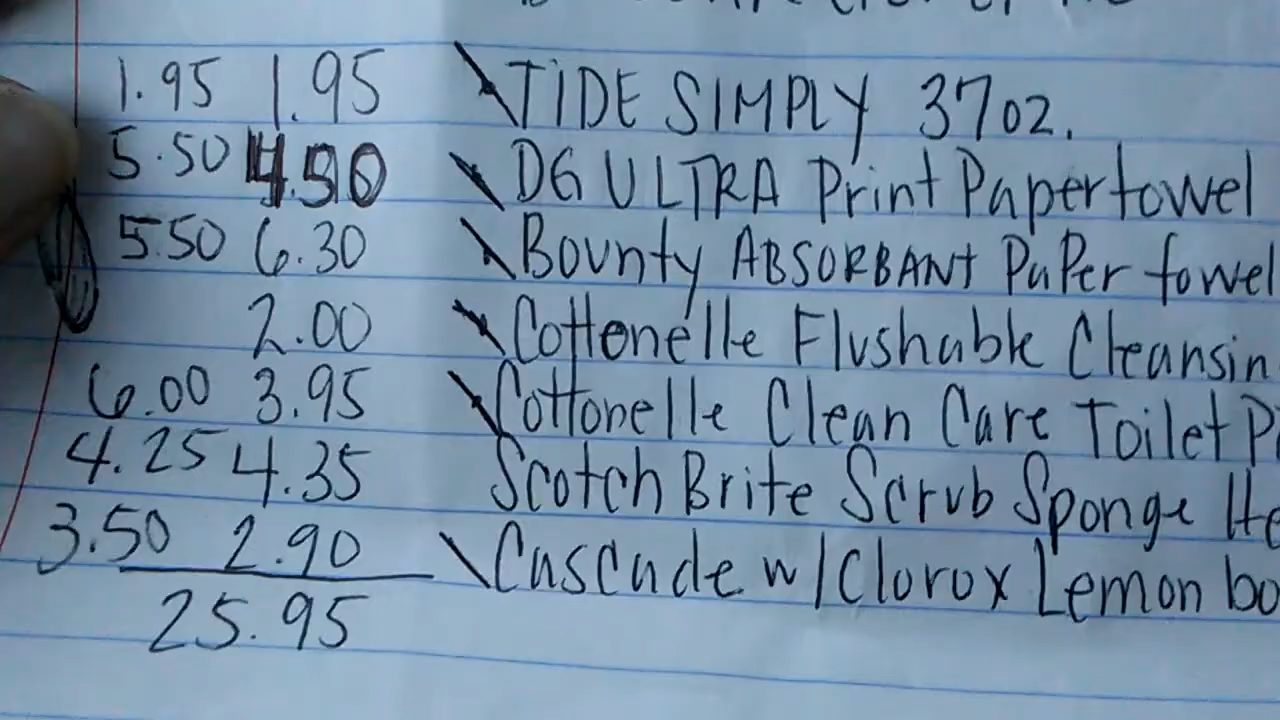 1.95 1.95 \TIDE SIMPLY 37oz.
5.50 4.50 \DG ULTRA Print Papertowel
5.50 6.30 \Bounty ABSORBANT PaPer towel
2.00 \Cottonelle Flushable Cleansin
6.00 3.95 \Cottonelle Clean Care Toilet P
4.25 4.35 Scotch Brite Scrub Sponge Ite
3.50 2.90 \Cascade w/Clorox Lemon bo
25.95